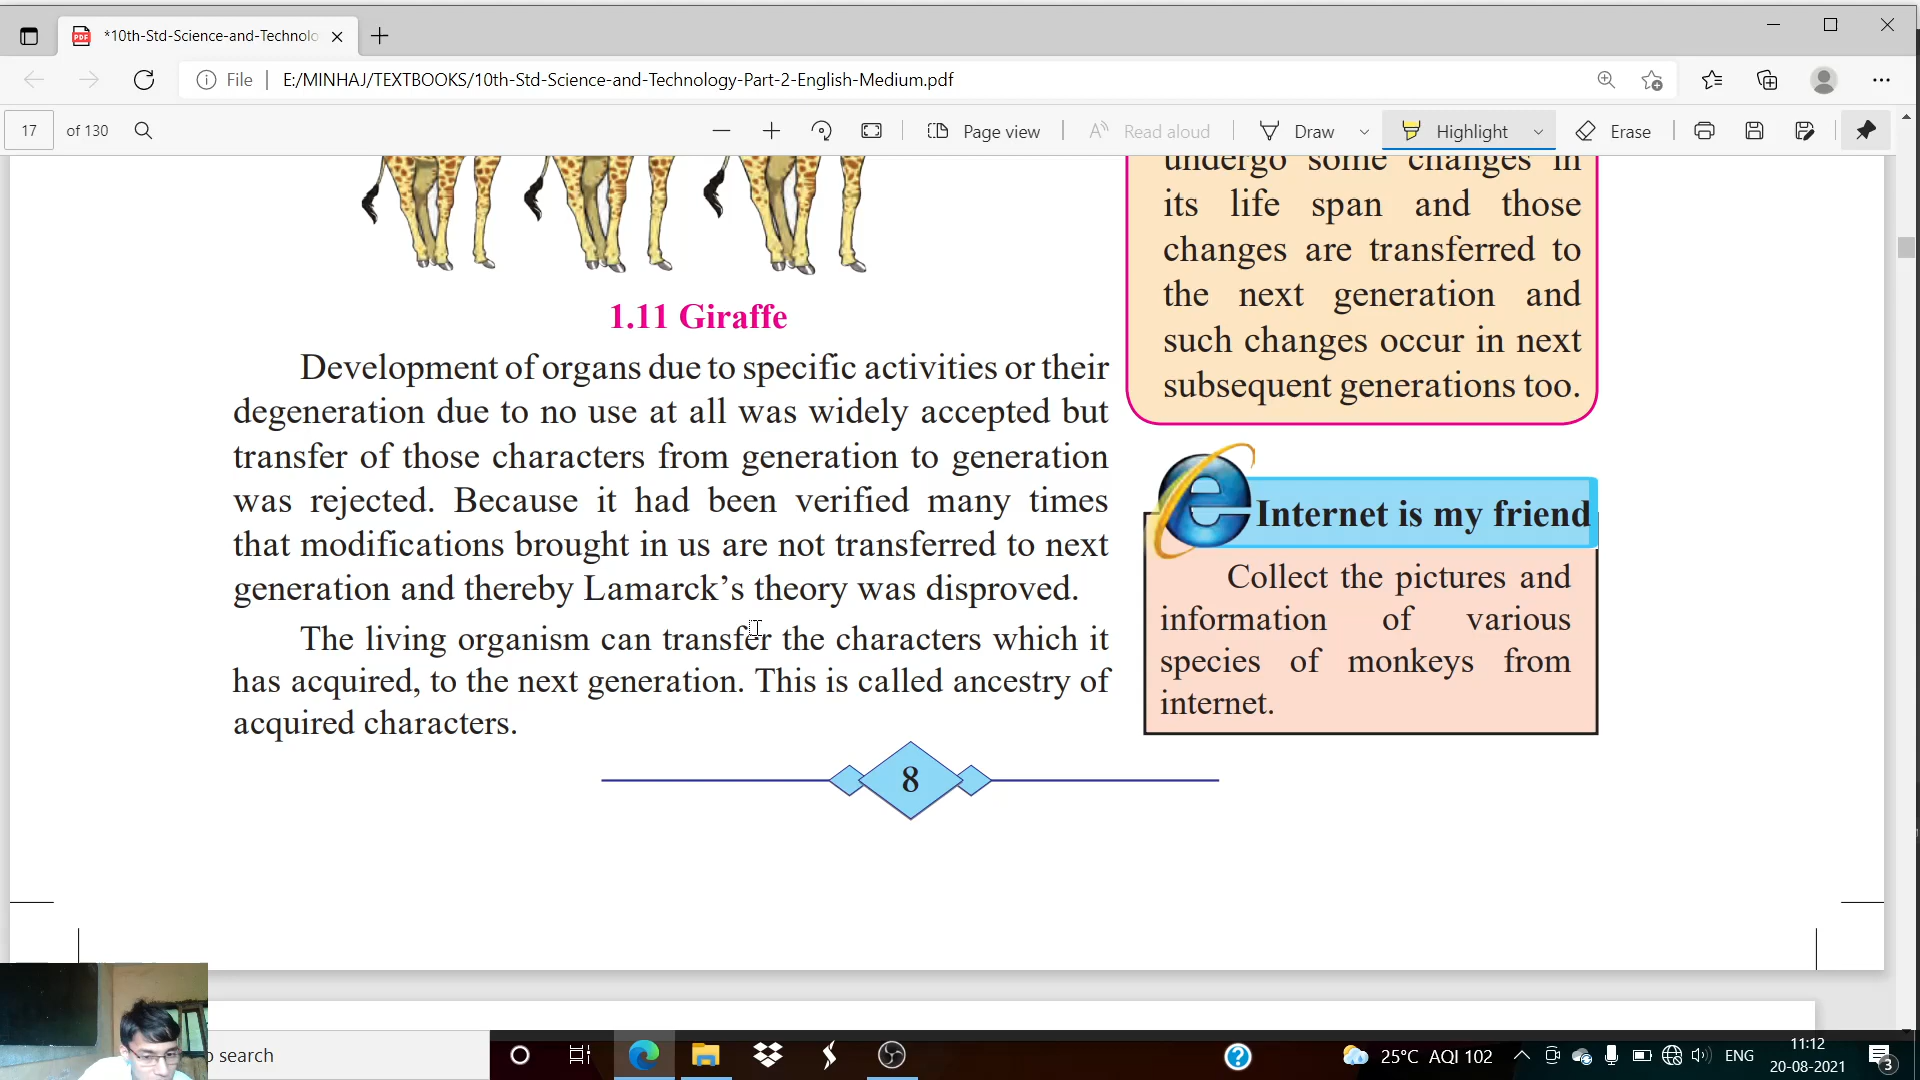 *10th-Std-Science-and-Technolo
File
E:/MINHAJ/TEXTBOOKS/10th-Std-Science-and-Technology-Part-2-English-Medium.pdf
17 of 130
Page view
Read aloud
Draw
Highlight
Erase
1.11 Giraffe
Development of organs due to specific activities or their
degeneration due to no use at all was widely accepted but
transfer of those characters from generation to generation
was rejected. Because it had been verified many times
that modifications brought in us are not transferred to next
generation and thereby Lamarck's theory was disproved.
The living organism can transfer the characters which it
has acquired, to the next generation. This is called ancestry of
acquired characters.
undergo some changes in
its life span and those
changes are transferred to
the next generation and
such changes occur in next
subsequent generations too.
Internet is my friend
Collect the pictures and
information of various
species of monkeys from
internet.
8
search
25°C AQI 102
ENG
11:12
20-08-2021
3